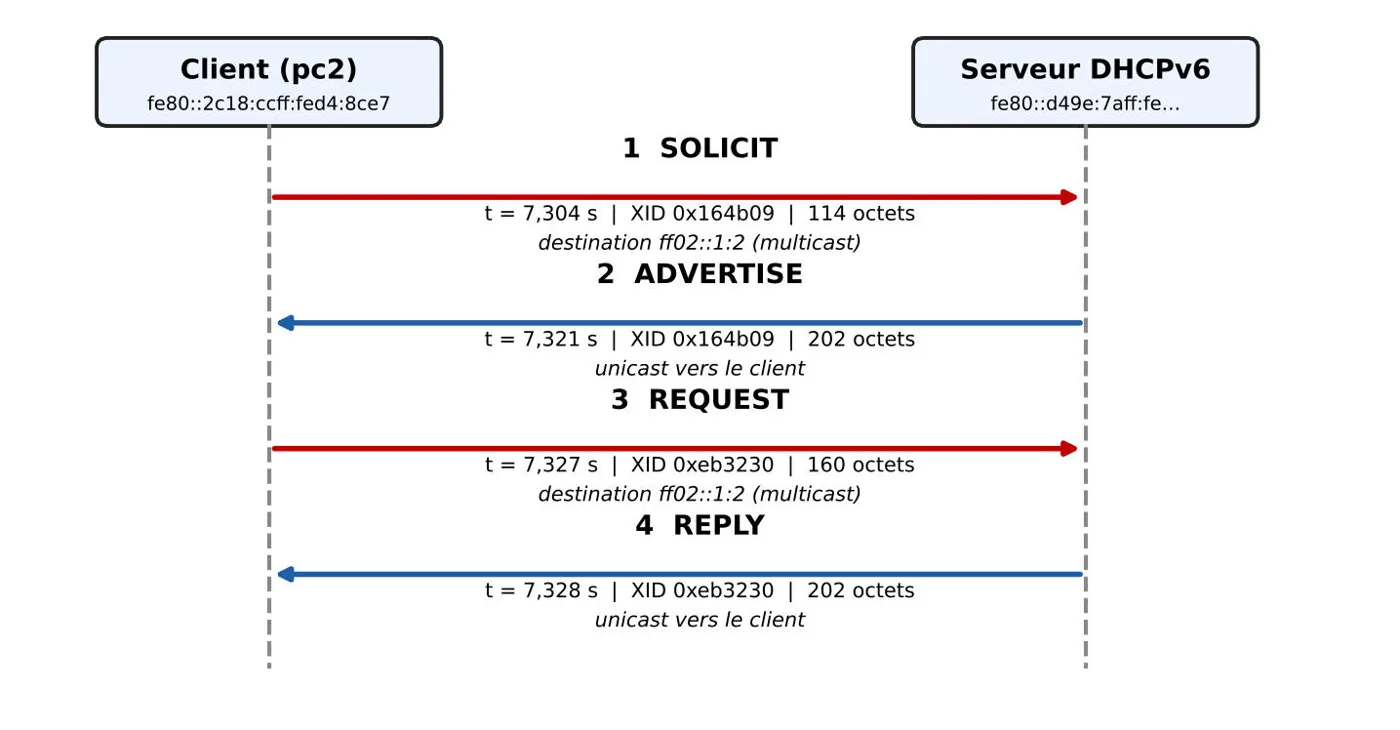 Client (pc2)
fe80::2c18:ccff:fed4:8ce7
Serveur DHCPv6
fe80::d49e:7aff:fe…
1 SOLICIT
t = 7,304 s | XID 0x164b09 | 114 octets
destination ff02::1:2 (multicast)
2 ADVERTISE
t = 7,321 s | XID 0x164b09 | 202 octets
unicast vers le client
3 REQUEST
t = 7,327 s | XID 0xeb3230 | 160 octets
destination ff02::1:2 (multicast)
4 REPLY
t = 7,328 s | XID 0xeb3230 | 202 octets
unicast vers le client